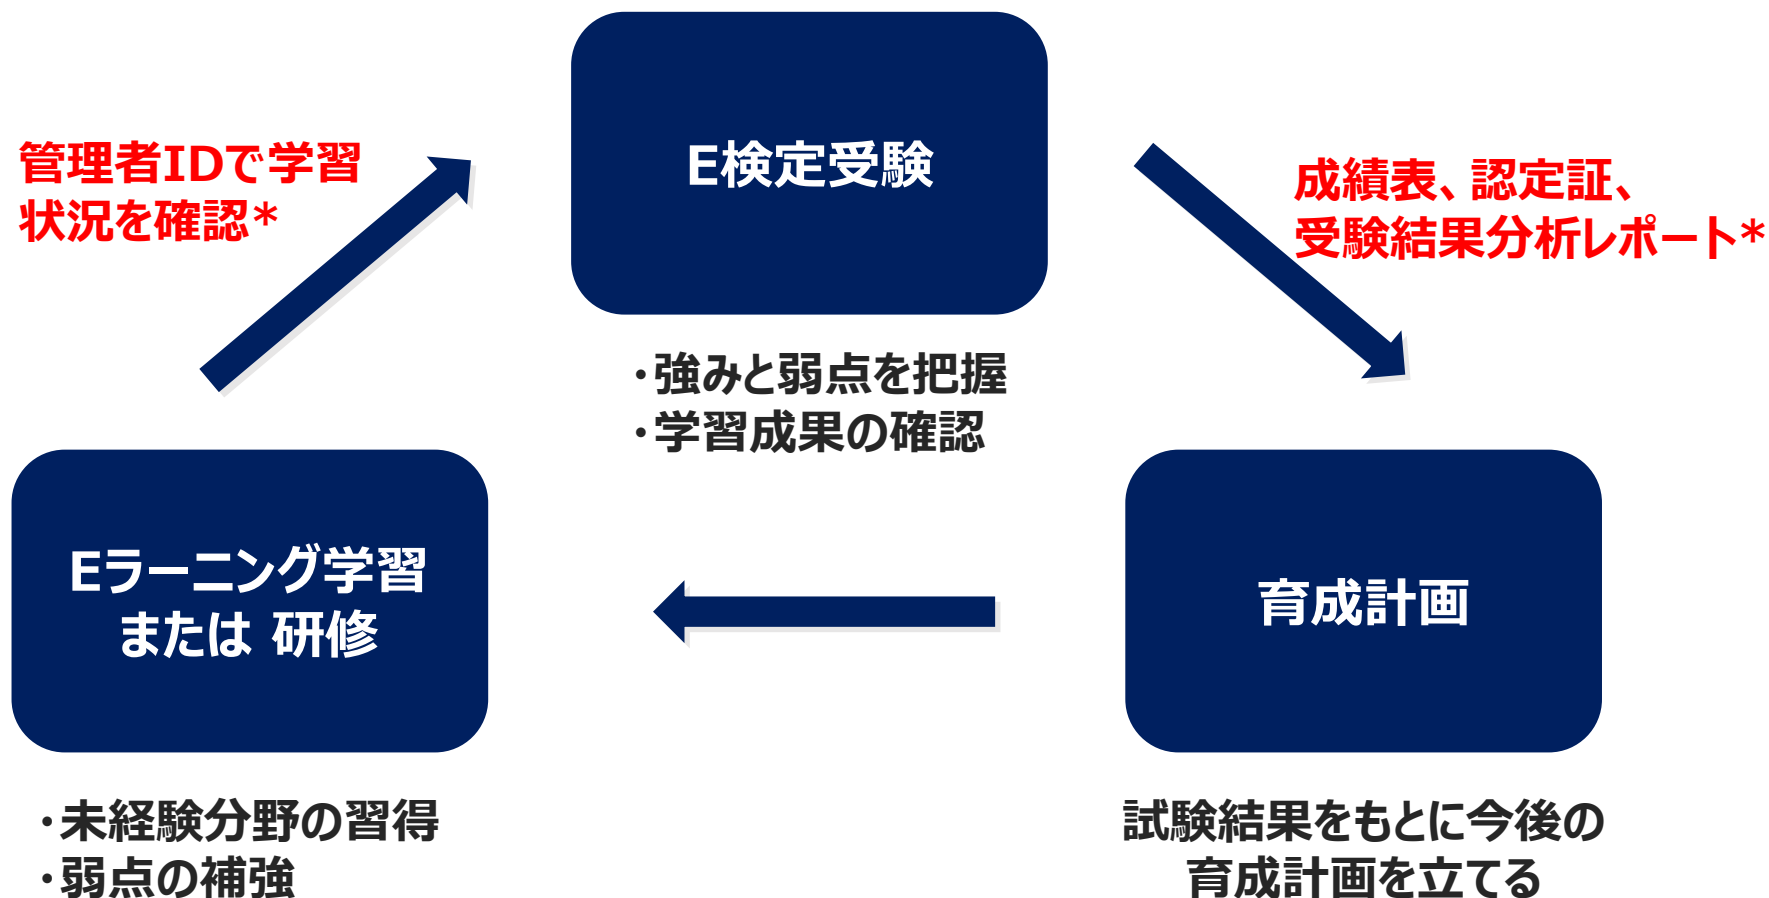 E検定受験
管理者IDで学習
状況を確認*
成績表、認定証、
受験結果分析レポート*
・強みと弱点を把握
・学習成果の確認
Eラーニング学習
または 研修
育成計画
・未経験分野の習得
・弱点の補強
試験結果をもとに今後の
育成計画を立てる